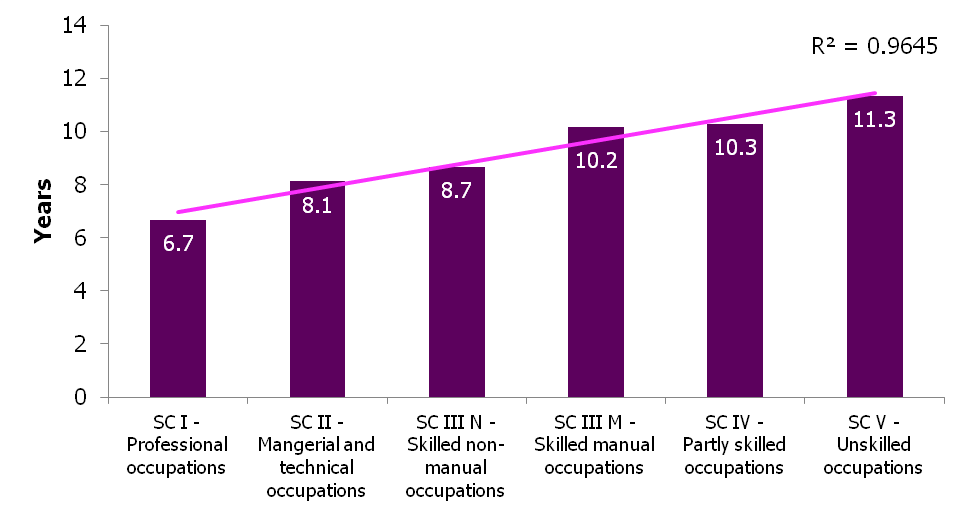 14
R² = 0.9645
12
10
8
6
4
2
0
Years
6.7
8.1
8.7
10.2
10.3
11.3
SC I -
Professional
occupations
SC II -
Mangerial and
technical
occupations
SC III N -
Skilled non-
manual
occupations
SC III M -
Skilled manual
occupations
SC IV -
Partly skilled
occupations
SC V -
Unskilled
occupations